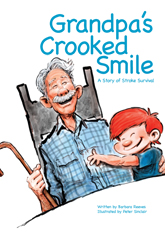 Grandpa's
Crooked
Smile
A Story of Stroke Survival
Written by Barbara Reeves
Illustrated by Peter Sinclair